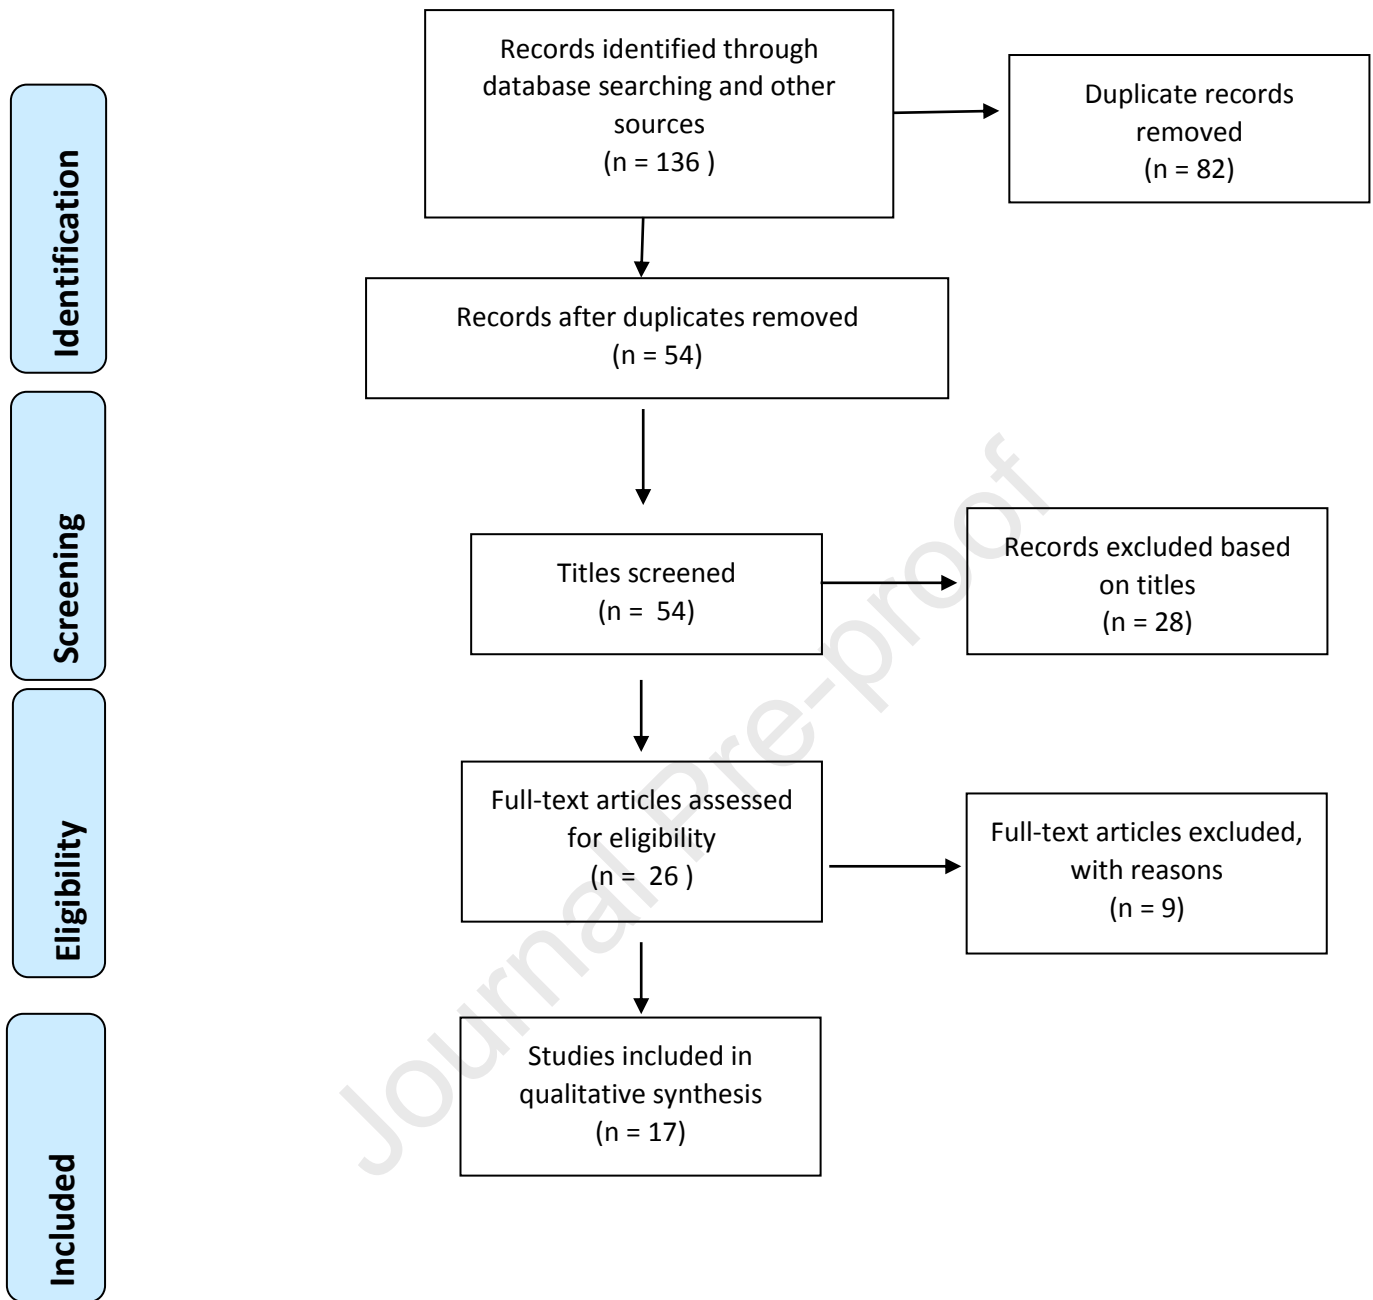 Records identified through
database searching and other
sources
(n = 136 )
Duplicate records
removed
(n = 82)
Identification
Records after duplicates removed
(n = 54)
Screening
Titles screened
(n =  54)
Records excluded based
on titles
(n = 28)
Eligibility
Full-text articles assessed
for eligibility
(n =  26 )
Full-text articles excluded,
with reasons
(n = 9)
Included
Studies included in
qualitative synthesis
(n = 17)
Journal Pre-proof